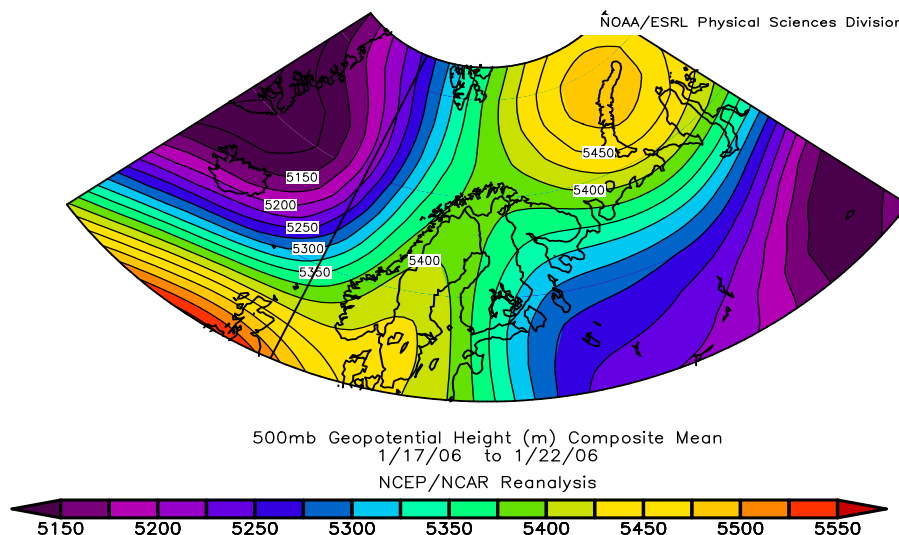 NOAA/ESRL Physical Sciences Division
5450
5400
5150
5200
5250
5300
5350
5400
500mb Geopotential Height (m) Composite Mean
1/17/06 to 1/22/06
NCEP/NCAR Reanalysis
5150 5200 5250 5300 5350 5400 5450 5500 5550